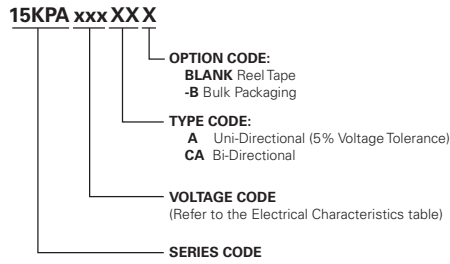 15KPA xxx XX X
OPTION CODE:
BLANK Reel Tape
-B Bulk Packaging
TYPE CODE:
A Uni-Directional (5% Voltage Tolerance)
CA Bi-Directional
VOLTAGE CODE
(Refer to the Electrical Characteristics table)
SERIES CODE